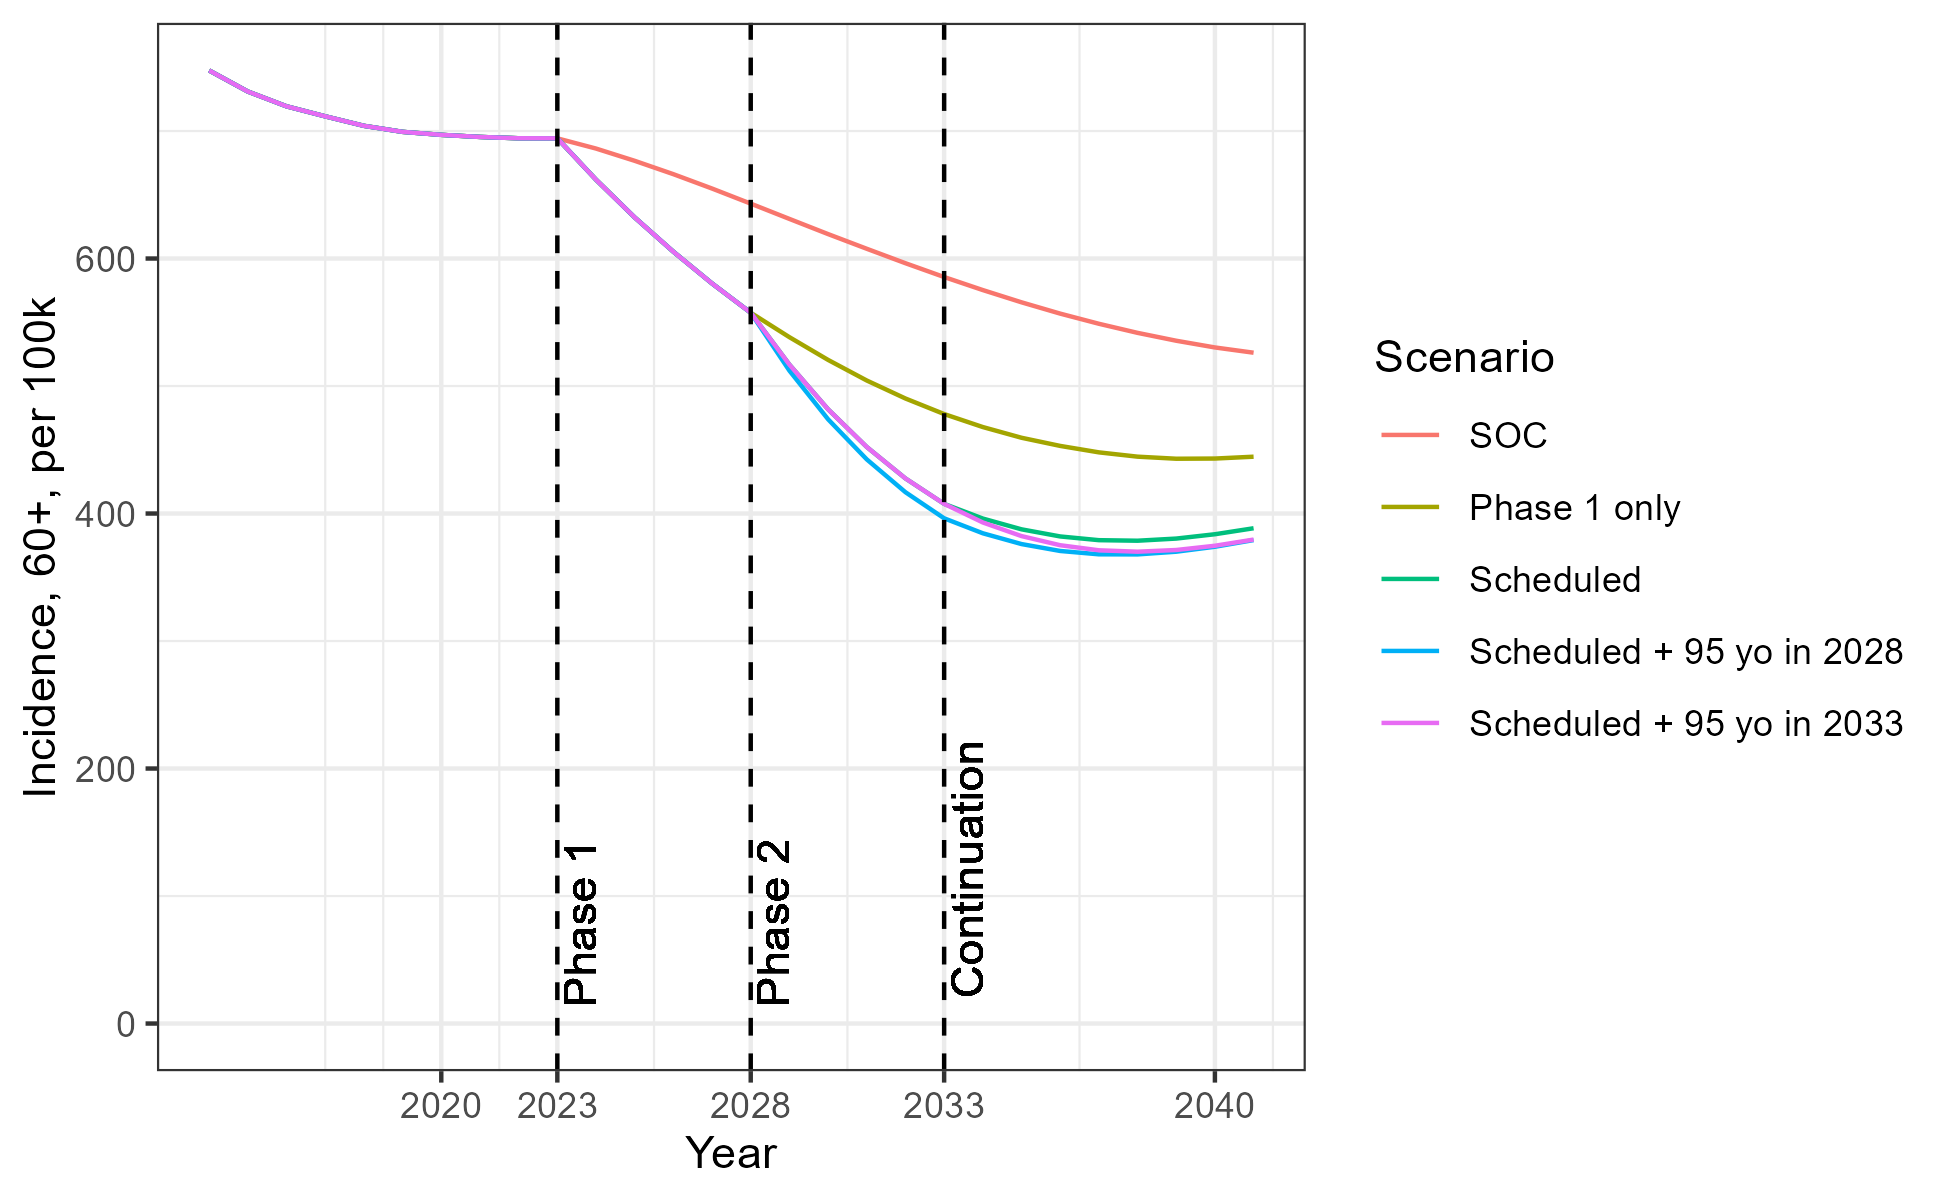 Incidence, 60+, per 100k
600
400
200
0
Phase 1
Phase 2
Continuation
2020
2023
2028
2033
2040
Year
Scenario
SOC
Phase 1 only
Scheduled
Scheduled + 95 yo in 2028
Scheduled + 95 yo in 2033